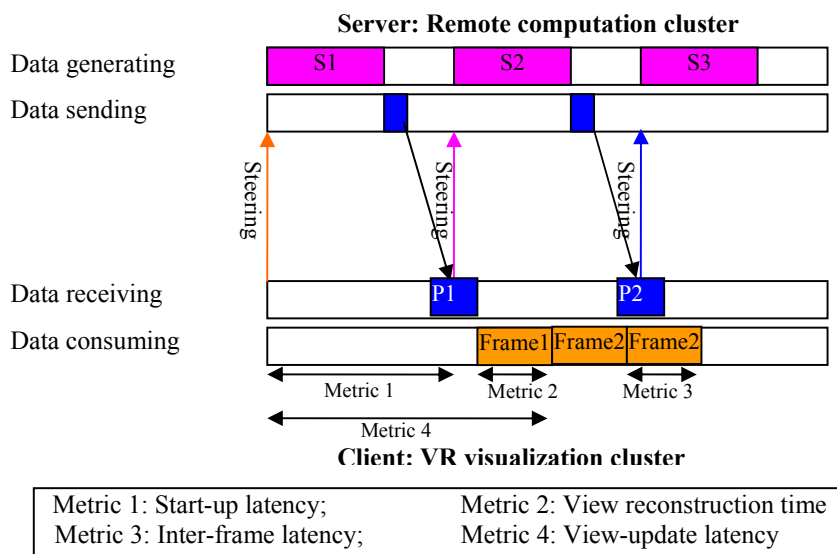 Server: Remote computation cluster
Data generating
S1
S2
S3
Data sending
Steering
Steering
Steering
Data receiving
P1
P2
Data consuming
Frame1
Frame2
Frame2
Metric 1
Metric 2
Metric 3
Metric 4
Client: VR visualization cluster
Metric 1: Start-up latency; Metric 2: View reconstruction time
Metric 3: Inter-frame latency; Metric 4: View-update latency